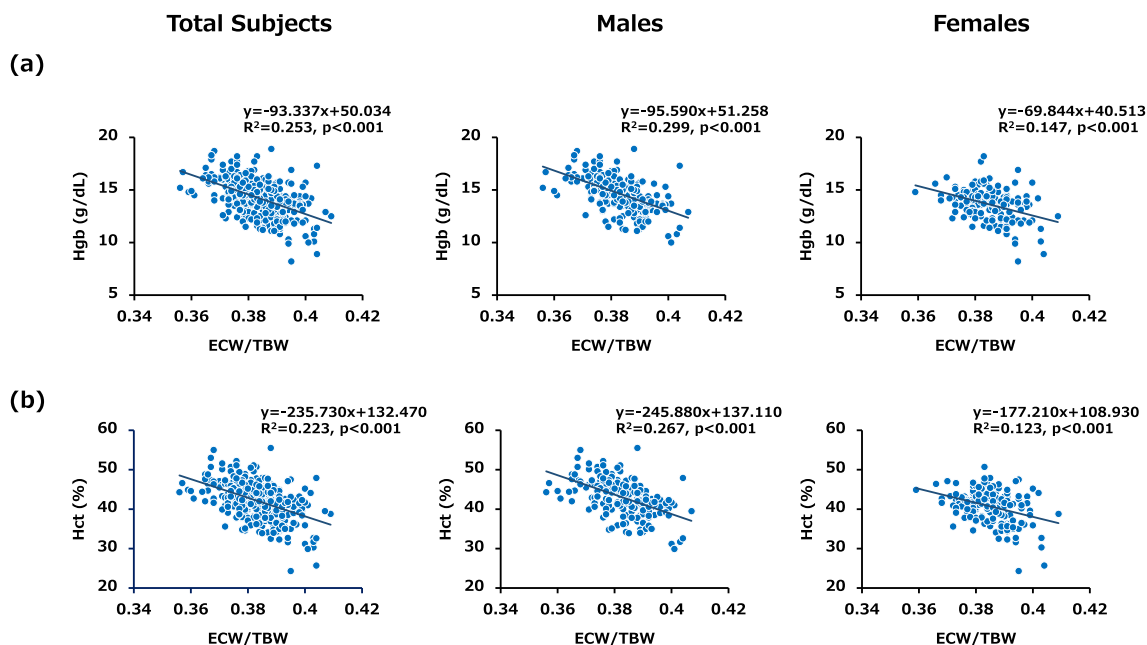 Total Subjects Males Females
(a)
y=-93.337x+50.034
R²=0.253, p<0.001
20
15
10
5
Hgb (g/dL)
0.34 0.36 0.38 0.4 0.42
ECW/TBW
y=-95.590x+51.258
R²=0.299, p<0.001
20
15
10
5
Hgb (g/dL)
0.34 0.36 0.38 0.4 0.42
ECW/TBW
y=-69.844x+40.513
R²=0.147, p<0.001
20
15
10
5
Hgb (g/dL)
0.34 0.36 0.38 0.4 0.42
ECW/TBW
(b)
y=-235.730x+132.470
R²=0.223, p<0.001
60
50
40
30
20
Hct (%)
0.34 0.36 0.38 0.4 0.42
ECW/TBW
y=-245.880x+137.110
R²=0.267, p<0.001
60
50
40
30
20
Hct (%)
0.34 0.36 0.38 0.4 0.42
ECW/TBW
y=-177.210x+108.930
R²=0.123, p<0.001
60
50
40
30
20
Hct (%)
0.34 0.36 0.38 0.4 0.42
ECW/TBW